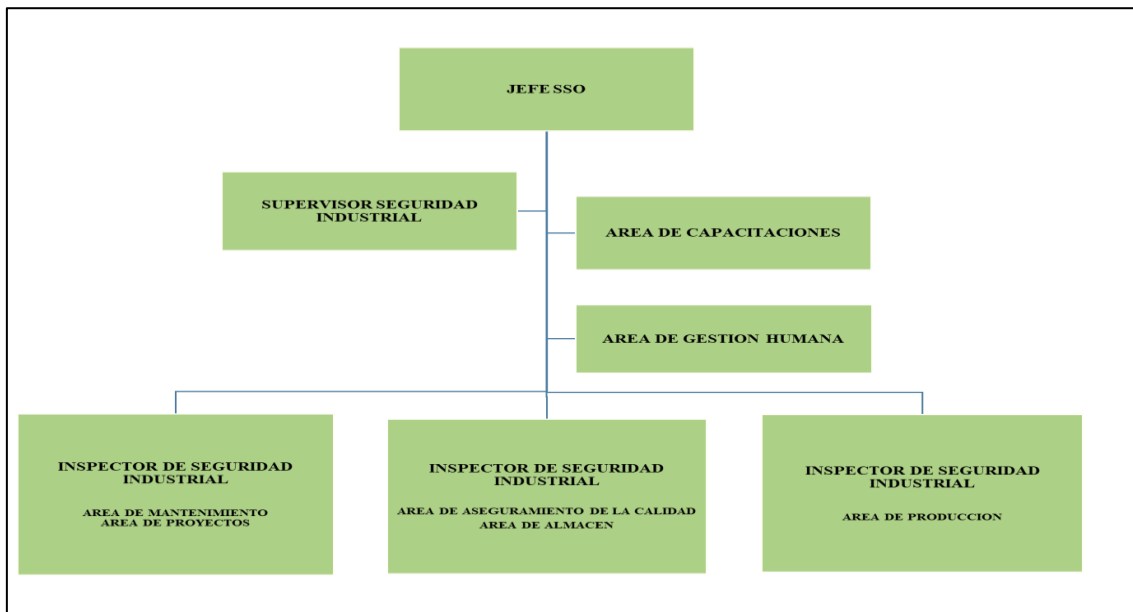 JEFE SSO
SUPERVISOR SEGURIDAD
INDUSTRIAL
AREA DE CAPACITACIONES
AREA DE GESTION HUMANA
INSPECTOR DE SEGURIDAD
INDUSTRIAL
AREA DE MANTENIMIENTO
AREA DE PROYECTOS
INSPECTOR DE SEGURIDAD
INDUSTRIAL
AREA DE ASEGURAMIENTO DE LA CALIDAD
AREA DE ALMACEN
INSPECTOR DE SEGURIDAD
INDUSTRIAL
AREA DE PRODUCCION